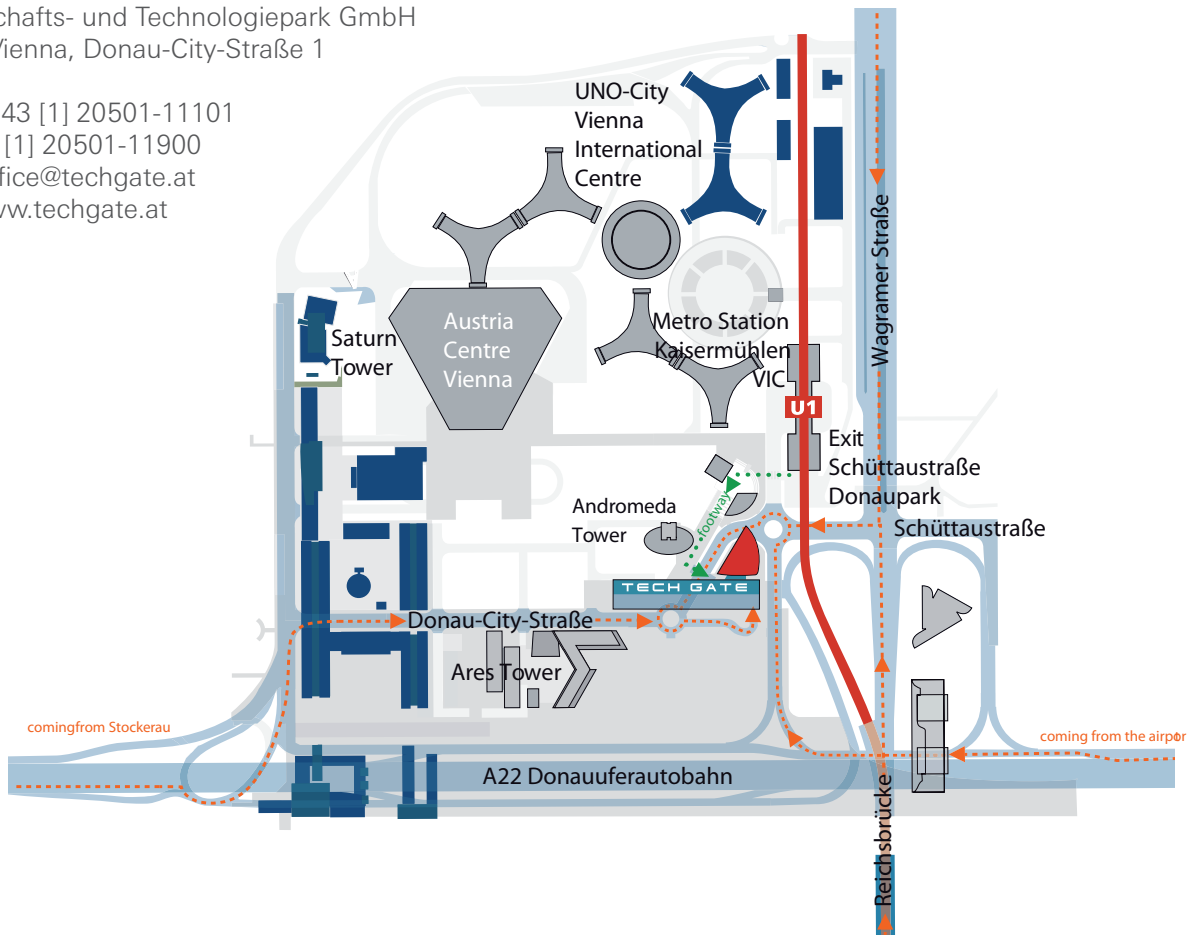 chafts- und Technologiepark GmbH
Vienna, Donau-City-Straße 1
43 [1] 20501-11101
[1] 20501-11900
fice@techgate.at
ww.techgate.at
UNO-City
Vienna
International
Centre
Wagramer Straße
Austria
Centre
Vienna
Saturn
Tower
Metro Station
Kaisermühlen
VIC
U1
Exit
Schüttaustraße
Donaupark
Schüttaustraße
Andromeda
Tower
footway
TECH GATE
Donau-City-Straße
Ares Tower
comingfrom Stockerau
coming from the airport
A22 Donauuferautobahn
Reichsbrücke